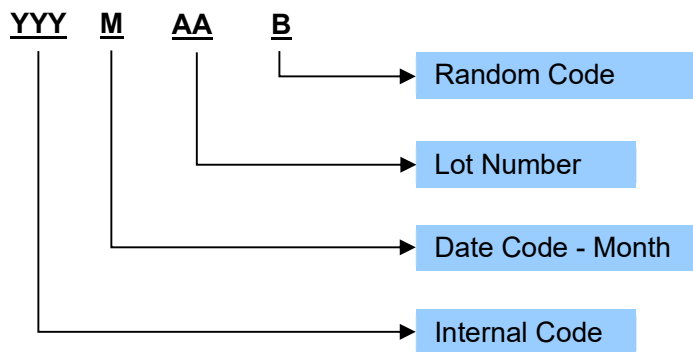 YYY M AA B
Random Code
Lot Number
Date Code - Month
Internal Code